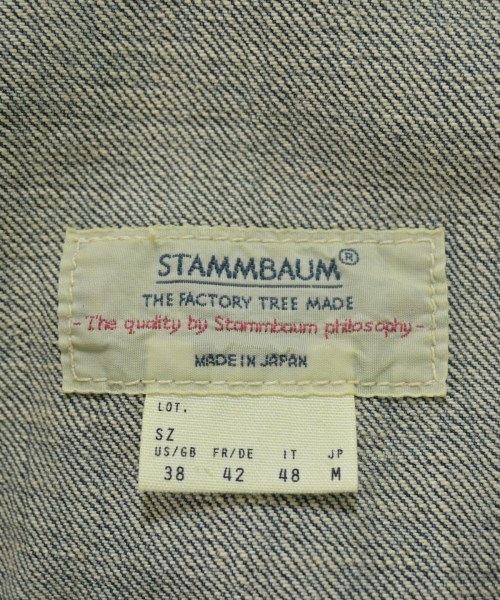 STAMMBAUM®
THE FACTORY TREE MADE
- The quality by Stammbaum philosophy -
MADE IN JAPAN
LOT.
SZ
US/GB FR/DE IT JP
38 42 48 M